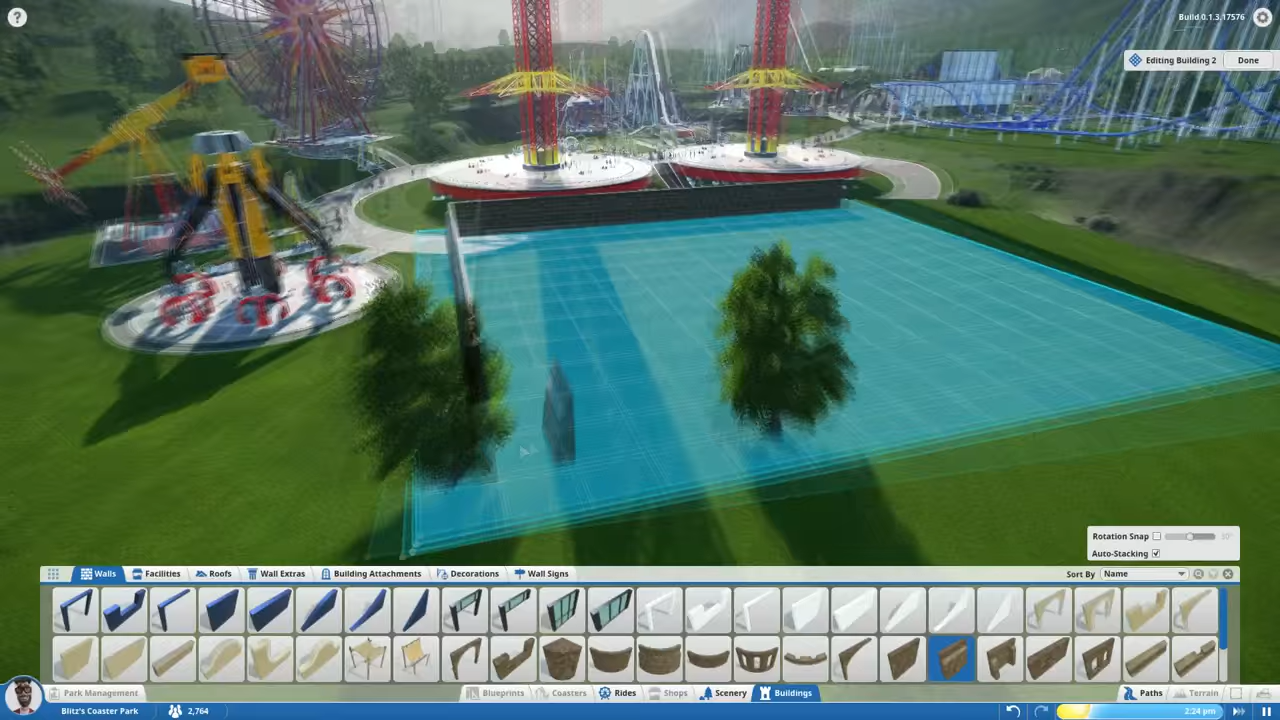 ?
Build.0.1.3.17576
Editing Building 2 Done
Rotation Snap 30°
Auto-Stacking
Walls Facilities Roofs Wall Extras Building Attachments Decorations Wall Signs Sort By Name
Park Management Blueprints Coasters Rides Shops Scenery Buildings Paths Terrain
Blitz's Coaster Park 2,764 2:24 pm